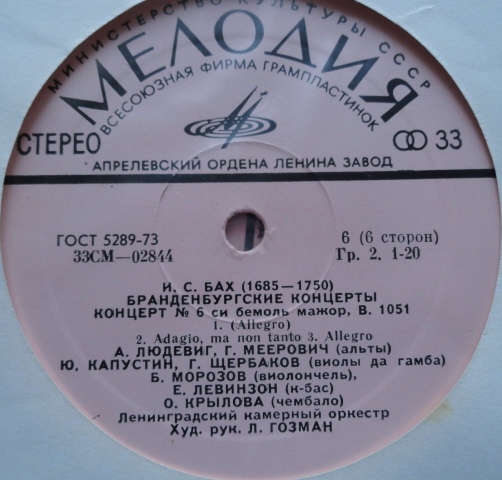 МИНИСТЕРСТВО КУЛЬТУРЫ СССР
МЕЛОДИЯ
ВСЕСОЮЗНАЯ ФИРМА ГРАМПЛАСТИНОК
СТЕРЕО
33
АПРЕЛЕВСКИЙ ОРДЕНА ЛЕНИНА ЗАВОД
ГОСТ 5289-73
6 (6 сторон)
33СМ—02844
Гр. 2. 1-20
И. С. БАХ (1685—1750)
БРАНДЕНБУРГСКИЕ КОНЦЕРТЫ
КОНЦЕРТ № 6 си бемоль мажор, В. 1051
1. (Allegro)
2. Adagio, ma non tanto 3. Allegro
А. ЛЮДЕВИГ, Г. МЕЕРОВИЧ (альты)
Ю. КАПУСТИН, Г. ЩЕРБАКОВ (виолы да гамба)
Б. МОРОЗОВ (виолончель),
Е. ЛЕВИНЗОН (к-бас)
О. КРЫЛОВА (чембало)
Ленинградский камерный оркестр
Худ. рук. Л. ГОЗМАН